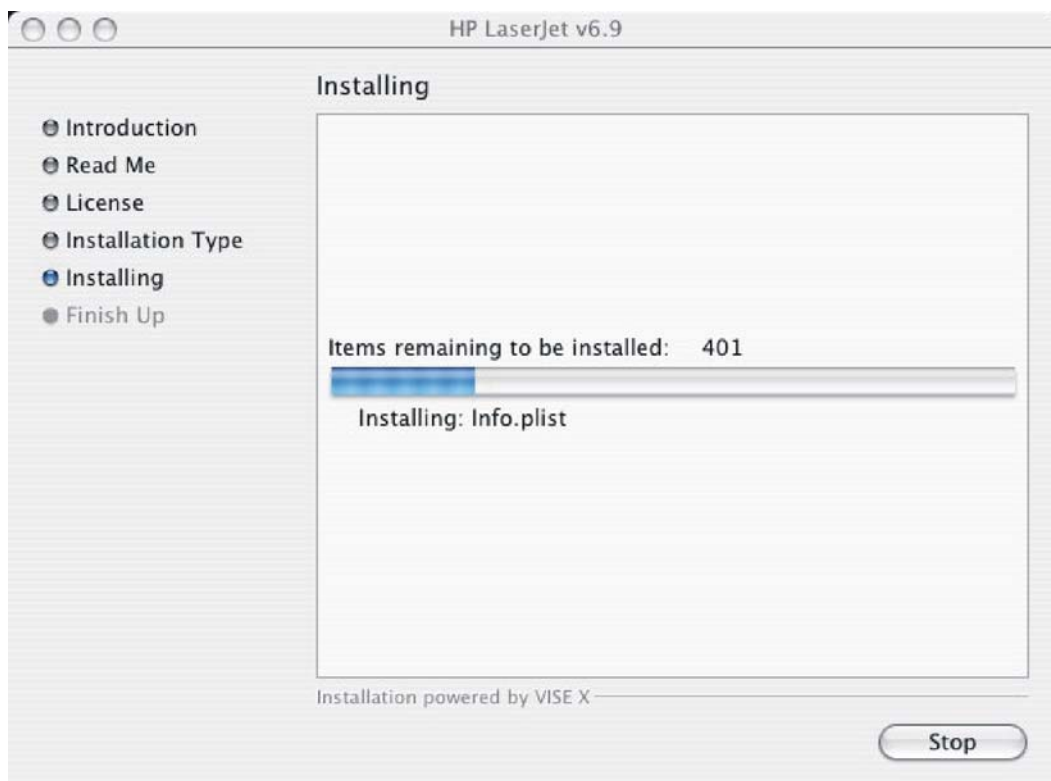 HP LaserJet v6.9
Installing
Introduction
Read Me
License
Installation Type
Installing
Finish Up
Items remaining to be installed: 401
Installing: Info.plist
Installation powered by VISE X
Stop